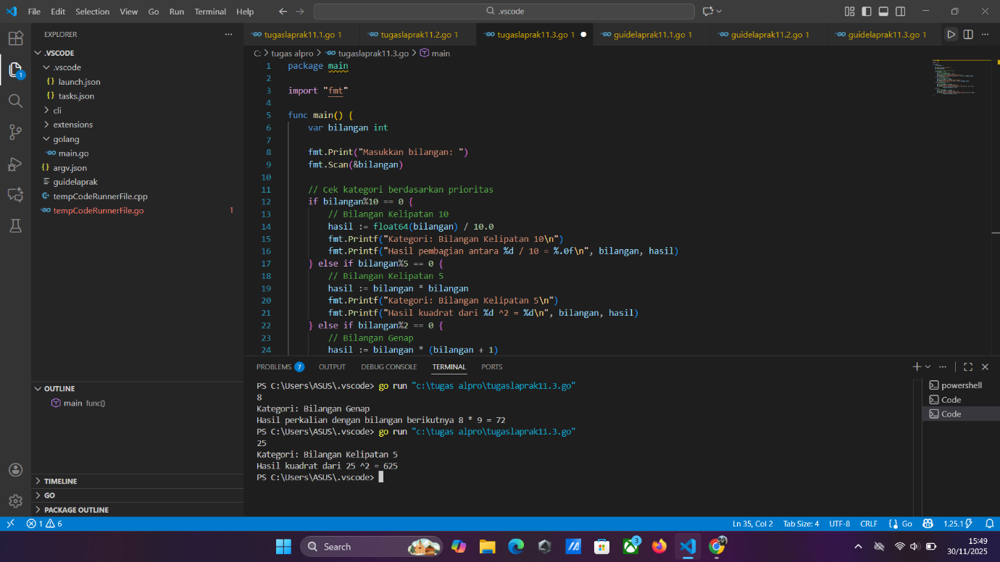 File Edit Selection View Go Run Terminal Help
.vscode
EXPLORER
.VSCODE
.vscode
launch.json
tasks.json
cli
extensions
golang
main.go
argv.json
guidelaprak
tempCodeRunnerFile.cpp
tempCodeRunnerFile.go 1
1
OUTLINE
main func()
TIMELINE
GO
PACKAGE OUTLINE
tugaslaprak11.1.go 1 tugaslaprak11.2.go 1 tugaslaprak11.3.go 1 guidelaprak11.1.go 1 guidelaprak11.2.go 1 guidelaprak11.3.go 1
C: > tugas alpro > tugaslaprak11.3.go > main
1 package main
2
3 import "fmt"
4
5 func main() {
6 var bilangan int
7
8 fmt.Print("Masukkan bilangan: ")
9 fmt.Scan(&bilangan)
10
11 // Cek kategori berdasarkan prioritas
12 if bilangan%10 == 0 {
13 // Bilangan Kelipatan 10
14 hasil := float64(bilangan) / 10.0
15 fmt.Printf("Kategori: Bilangan Kelipatan 10\n")
16 fmt.Printf("Hasil pembagian antara %d / 10 = %.0f\n", bilangan, hasil)
17 } else if bilangan%5 == 0 {
18 // Bilangan Kelipatan 5
19 hasil := bilangan * bilangan
20 fmt.Printf("Kategori: Bilangan Kelipatan 5\n")
21 fmt.Printf("Hasil kuadrat dari %d ^2 = %d\n", bilangan, hasil)
22 } else if bilangan%2 == 0 {
23 // Bilangan Genap
24 hasil := bilangan * (bilangan + 1)
PROBLEMS 7 OUTPUT DEBUG CONSOLE TERMINAL PORTS
PS C:\Users\ASUS\.vscode> go run "c:\tugas alpro\tugaslaprak11.3.go"
8
Kategori: Bilangan Genap
Hasil perkalian dengan bilangan berikutnya 8 * 9 = 72
PS C:\Users\ASUS\.vscode> go run "c:\tugas alpro\tugaslaprak11.3.go"
25
Kategori: Bilangan Kelipatan 5
Hasil kuadrat dari 25 ^2 = 625
PS C:\Users\ASUS\.vscode>
powershell
Code
Code
1 6 Ln 35, Col 2 Tab Size: 4 UTF-8 CRLF Go 1.25.1
Search 3
15:49
30/11/2025